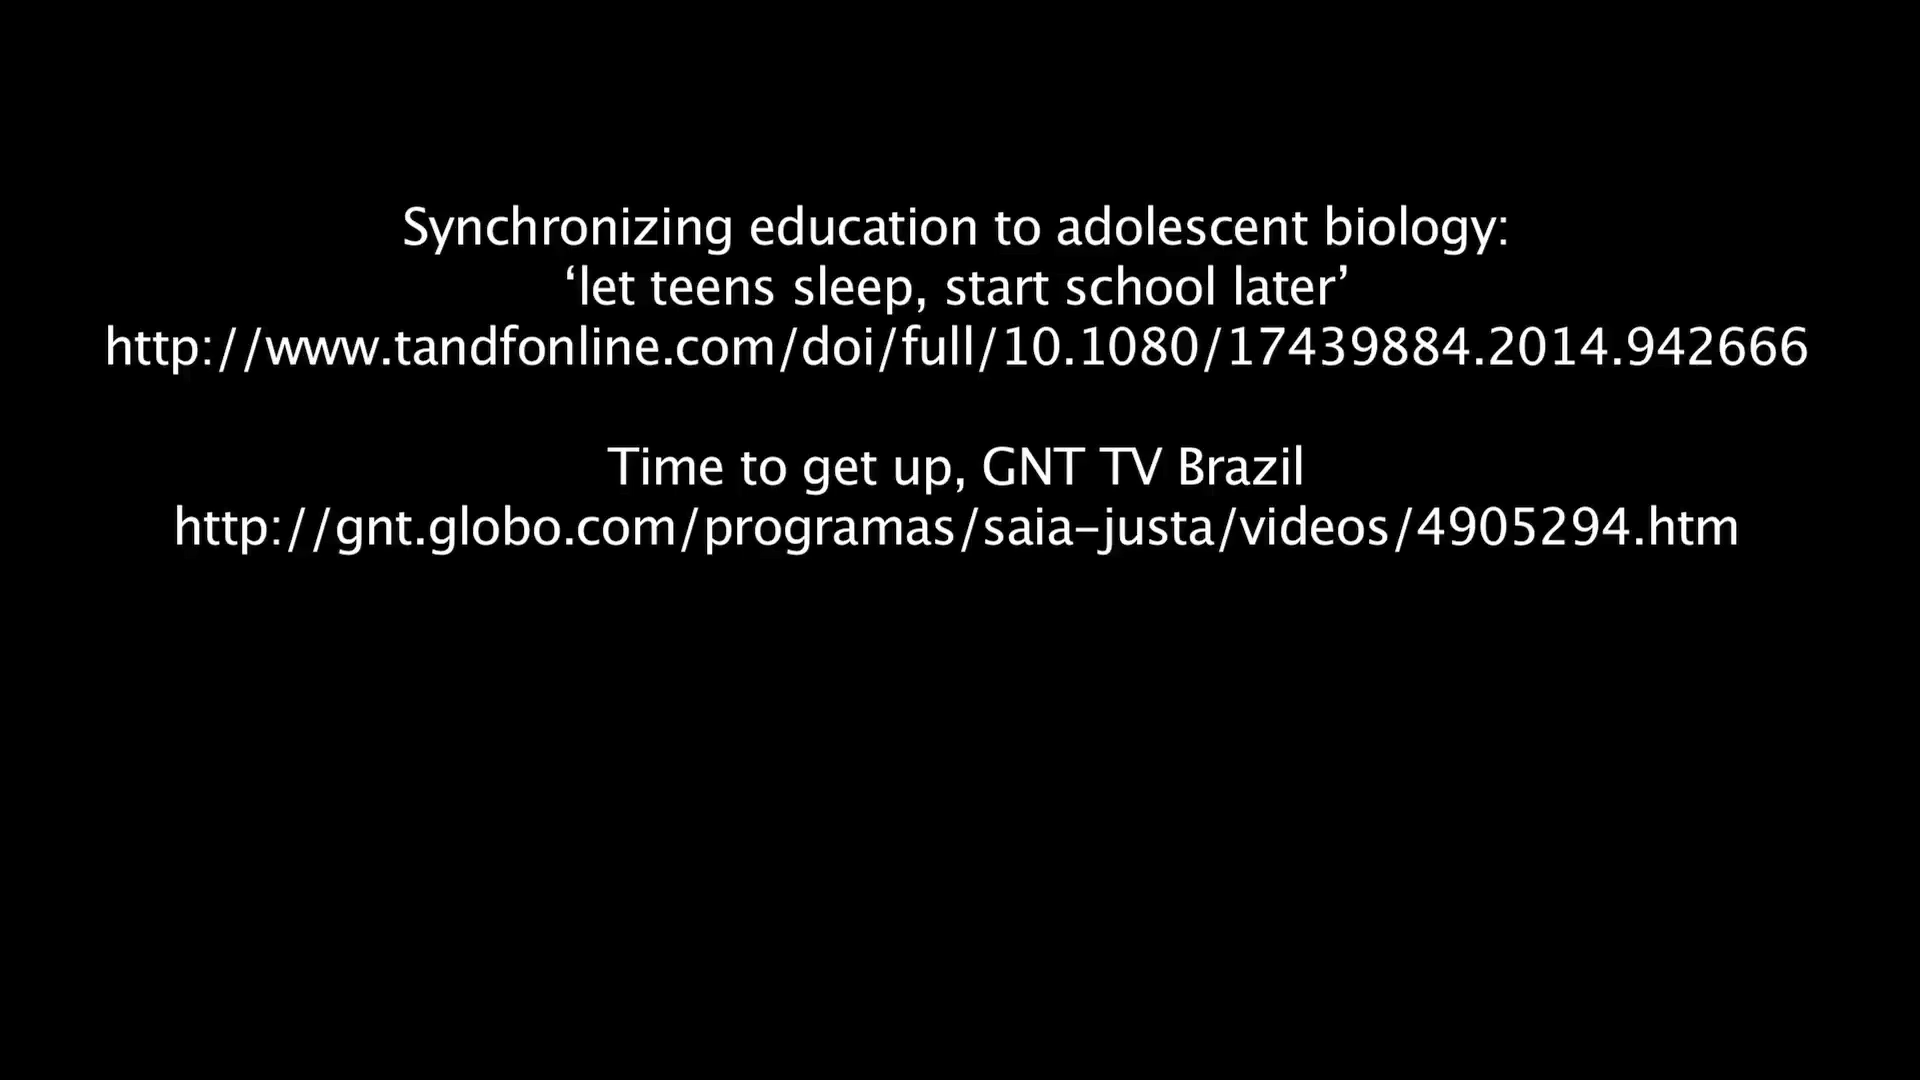 Synchronizing education to adolescent biology:
‘let teens sleep, start school later’
http://www.tandfonline.com/doi/full/10.1080/17439884.2014.942666
Time to get up, GNT TV Brazil
http://gnt.globo.com/programas/saia-justa/videos/4905294.htm